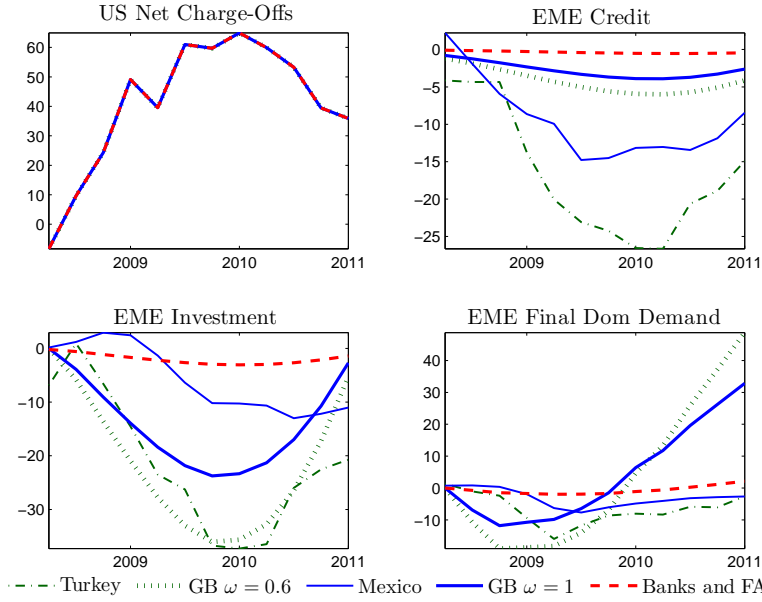 US Net Charge-Offs
EME Credit
60
50
40
30
20
10
0
2009 2010 2011
0
−5
−10
−15
−20
−25
2009 2010 2011
EME Investment
EME Final Dom Demand
0
−10
−20
−30
2009 2010 2011
40
30
20
10
0
−10
2009 2010 2011
Turkey GB ω = 0.6 Mexico GB ω = 1 Banks and FA